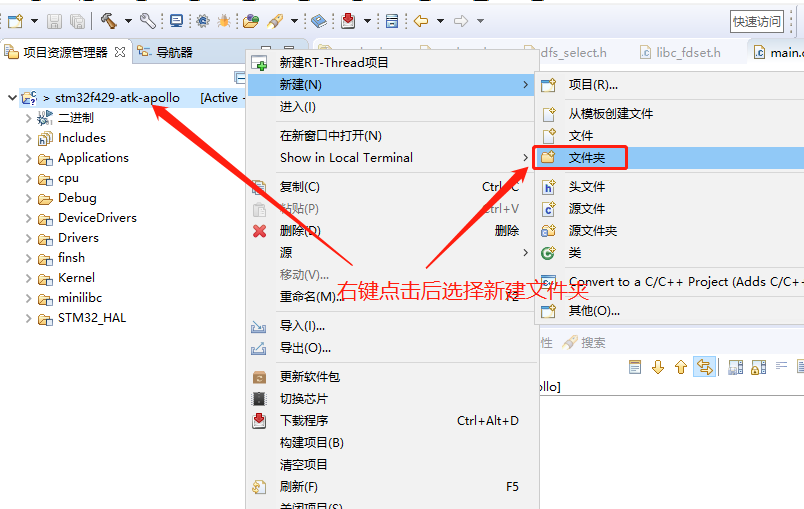 快速访问
项目资源管理器
导航器
dfs_select.h
libc_fdset.h
main.c
> stm32f429-atk-apollo [Active -
二进制
Includes
Applications
cpu
Debug
DeviceDrivers
Drivers
finsh
Kernel
minilibc
STM32_HAL
新建RT-Thread项目
新建(N)
进入(I)
在新窗口中打开(N)
Show in Local Terminal
复制(C) Ctrl+C
粘贴(P) Ctrl+V
删除(D) 删除
源
移动(V)...
重命名(M)... F2
导入(I)...
导出(O)...
更新软件包
切换芯片
下载程序 Ctrl+Alt+D
构建项目(B)
清空项目
刷新(F) F5
关闭项目(S)
项目(R)...
从模板创建文件
文件
文件夹
头文件
源文件
源文件夹
类
Convert to a C/C++ Project (Adds C/C+
其他(O)...
右键点击后选择新建文件夹
性 搜索
ollo]